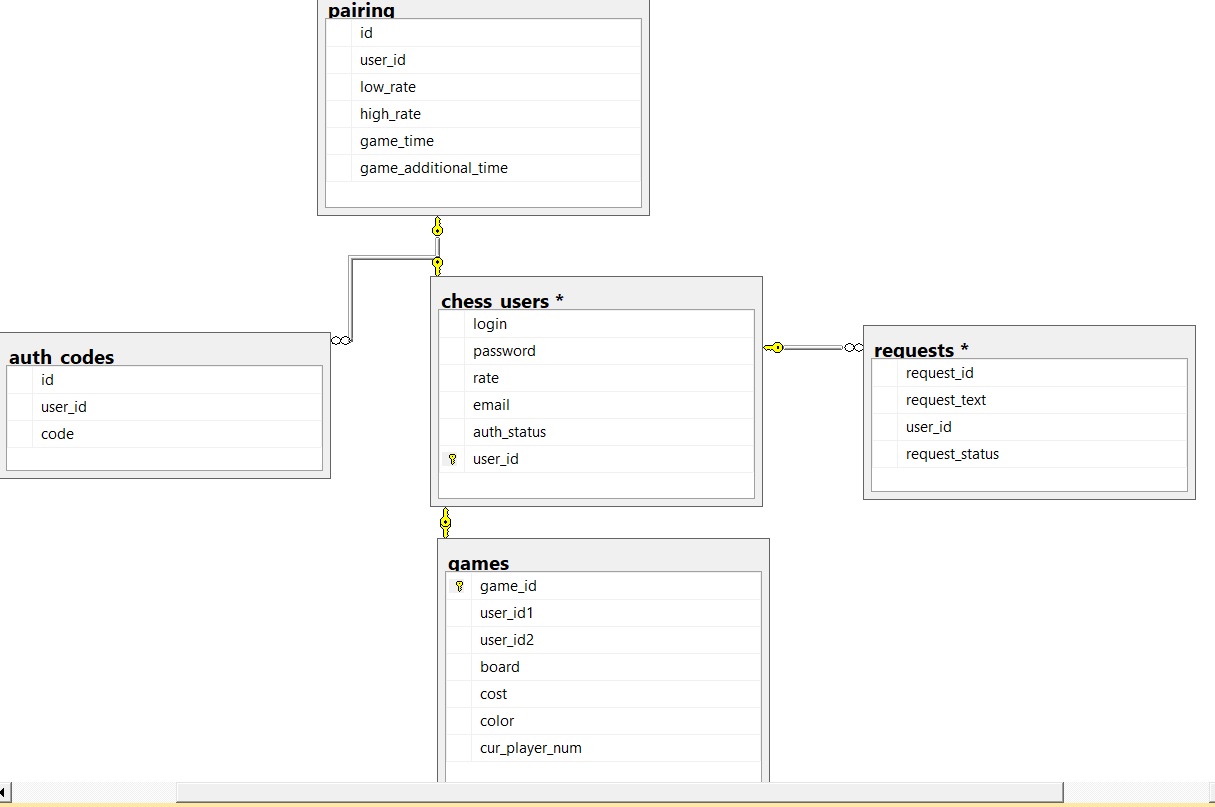 pairing
id
user_id
low_rate
high_rate
game_time
game_additional_time
auth_codes
id
user_id
code
chess_users *
login
password
rate
email
auth_status
user_id
requests *
request_id
request_text
user_id
request_status
games
game_id
user_id1
user_id2
board
cost
color
cur_player_num